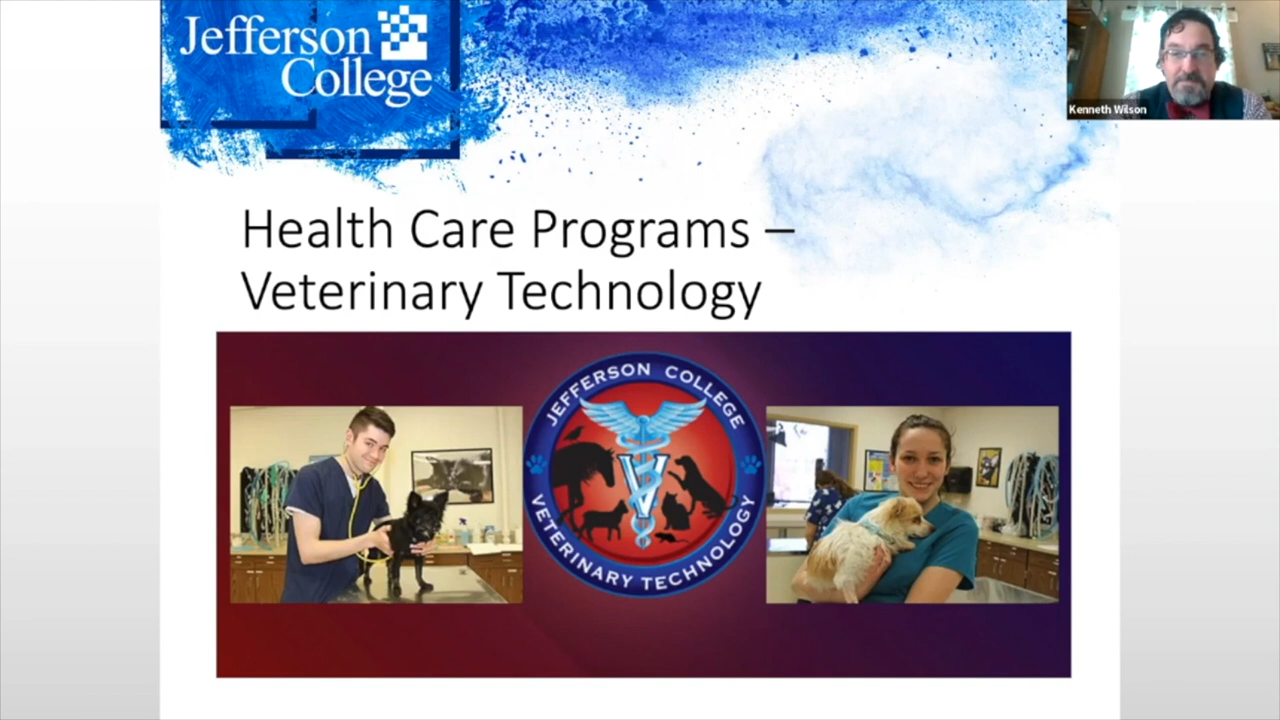 Jefferson
College
Kenneth Wilson
Health Care Programs –
Veterinary Technology
JEFFERSON COLLEGE
V
VETERINARY TECHNOLOGY